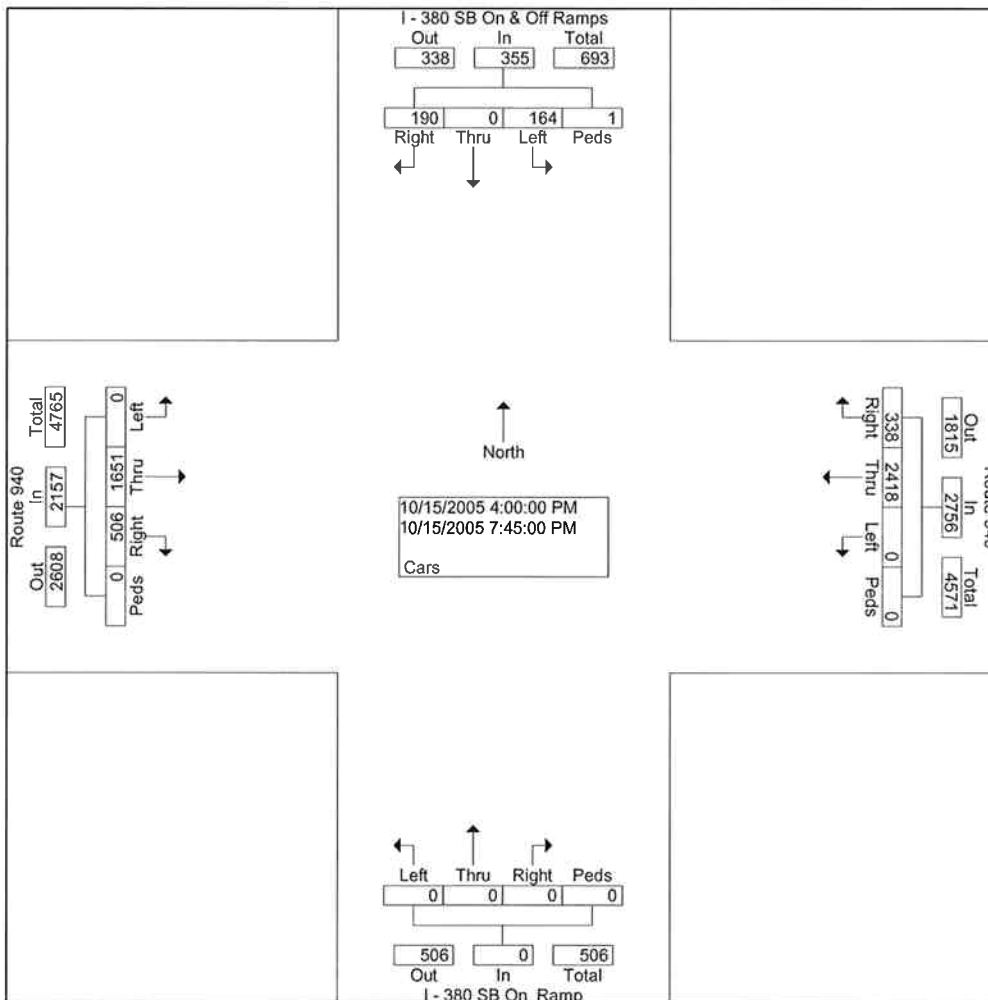 I - 380 SB On & Off Ramps
Out In Total
338 355 693
190 0 164 1
Right Thru Left Peds
Route 940
Total In Out
4765 2157 2608
0 1651 506 0
Left Thru Right Peds
North
10/15/2005 4:00:00 PM
10/15/2005 7:45:00 PM
Cars
Right Thru Left Peds
338 2418 0 0
Out In Total
1815 2756 4571
Left Thru Right Peds
0 0 0 0
506 0 506
Out In Total
I - 380 SB On Ramp